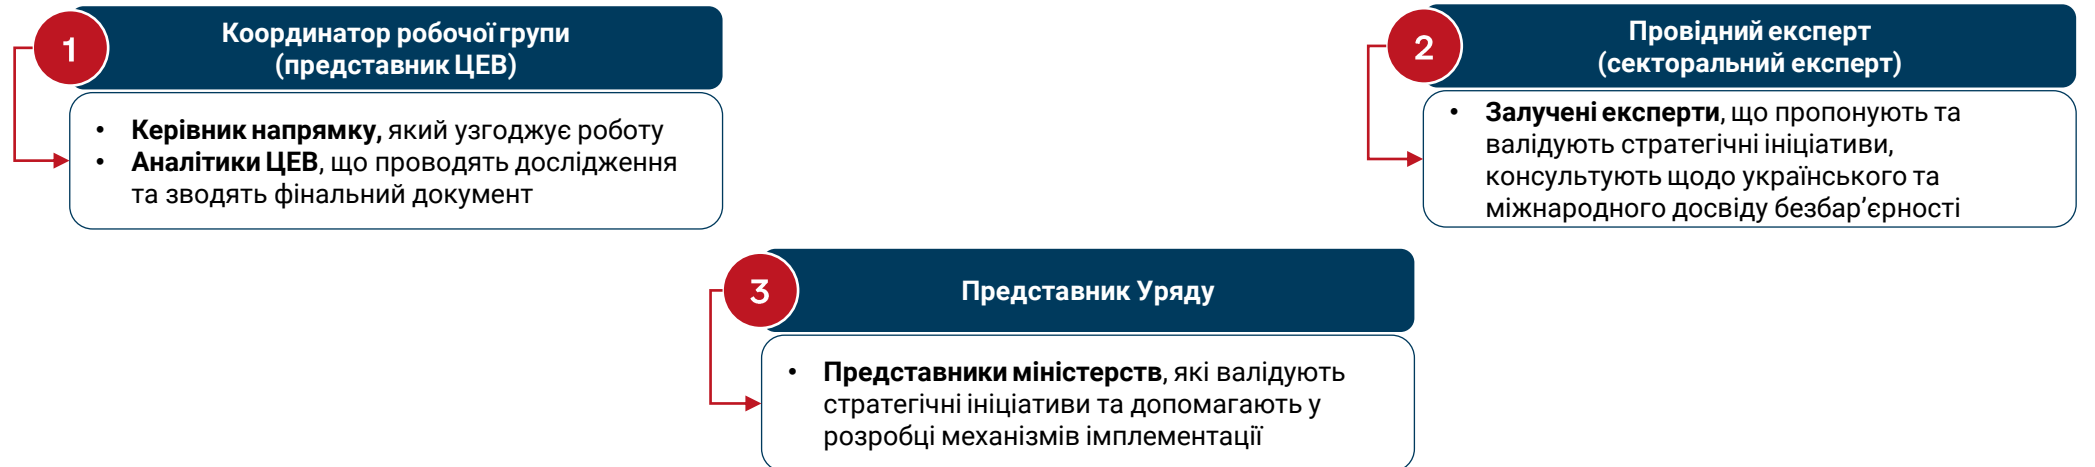 1
Координатор робочої групи
(представник ЦЕВ)
• Керівник напрямку, який узгоджує роботу
• Аналітики ЦЕВ, що проводять дослідження
та зводять фінальний документ
2
Провідний експерт
(секторальний експерт)
• Залучені експерти, що пропонують та
валідують стратегічні ініціативи,
консультують щодо українського та
міжнародного досвіду безбар’єрності
3
Представник Уряду
• Представники міністерств, які валідують
стратегічні ініціативи та допомагають у
розробці механізмів імплементації